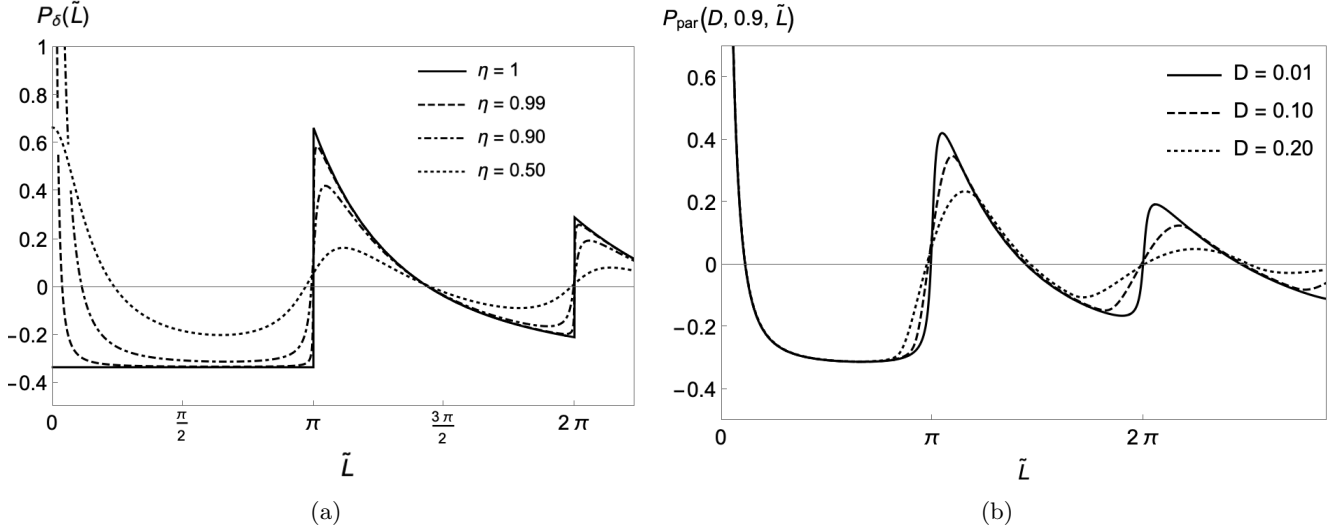 P_δ(L̃)
1
0.8
0.6
0.4
0.2
0
−0.2
−0.4
η = 1
η = 0.99
η = 0.90
η = 0.50
0 π/2 π 3π/2 2π
L̃
(a)
P_par(D, 0.9, L̃)
0.6
0.4
0.2
0
−0.2
−0.4
D = 0.01
D = 0.10
D = 0.20
0 π 2π
L̃
(b)